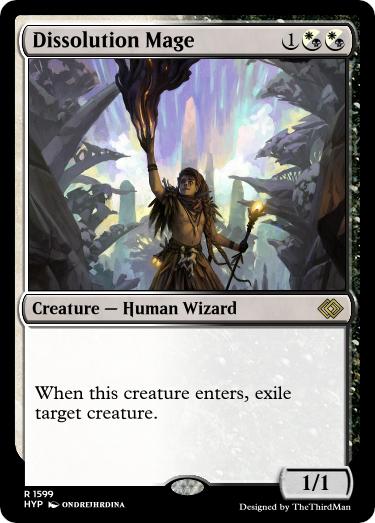 Dissolution Mage 1
Creature — Human Wizard
When this creature enters, exile
target creature.
1/1
R 1599
HYP ONDREJHRDINA
Designed by TheThirdMan